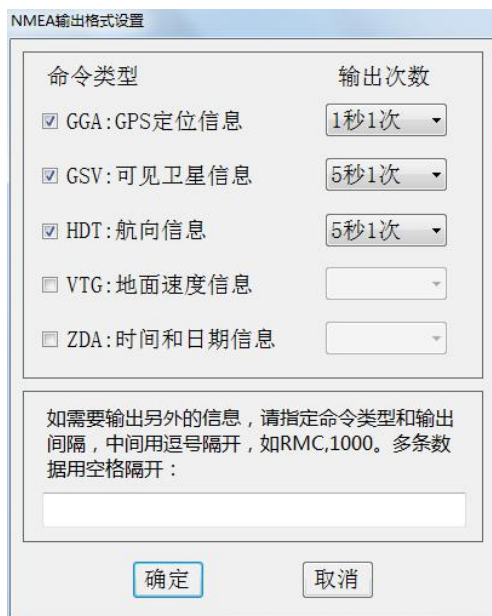 NMEA输出格式设置
命令类型 输出次数
GGA:GPS定位信息 1秒1次
GSV:可见卫星信息 5秒1次
HDT:航向信息 5秒1次
VTG:地面速度信息
ZDA:时间和日期信息
如需要输出另外的信息，请指定命令类型和输出
间隔，中间用逗号隔开，如RMC,1000。多条数
据用空格隔开：
确定 取消